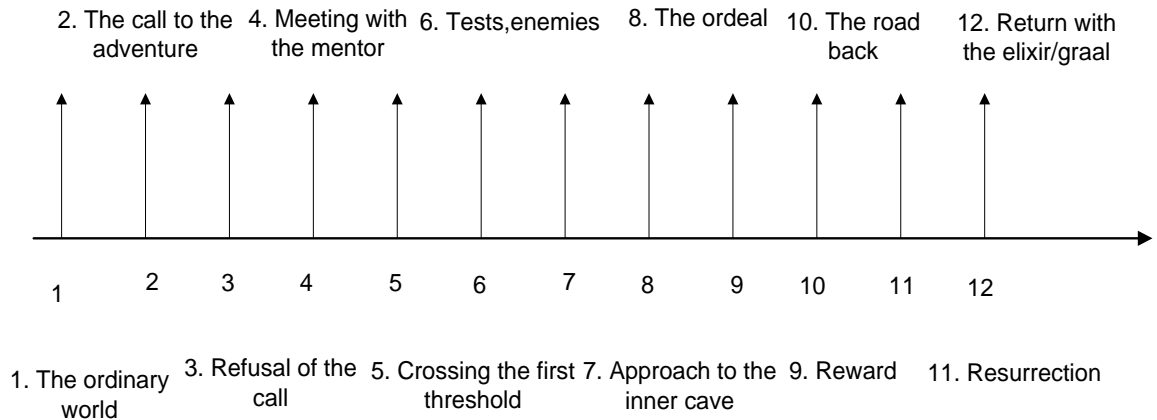 2. The call to the
adventure
4. Meeting with
the mentor
6. Tests,enemies
8. The ordeal
10. The road
back
12. Return with
the elixir/graal
1
2
3
4
5
6
7
8
9
10
11
12
1. The ordinary
world
3. Refusal of the
call
5. Crossing the first
threshold
7. Approach to the
inner cave
9. Reward
11. Resurrection